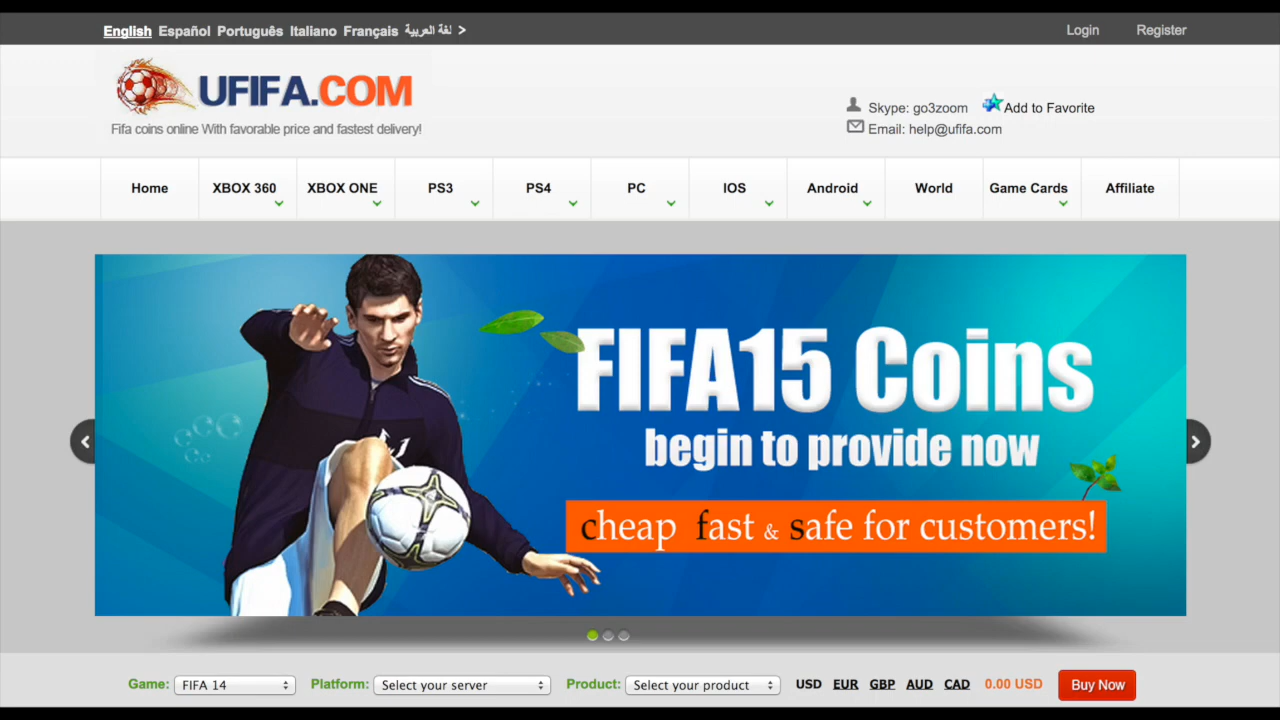 English Español Português Italiano Français لغة العربية >
Login Register
UFIFA.COM
Fifa coins online With favorable price and fastest delivery!
Skype: go3zoom Add to Favorite
Email: help@ufifa.com
Home XBOX 360 XBOX ONE PS3 PS4 PC IOS Android World Game Cards Affiliate
FIFA15 Coins
begin to provide now
cheap fast & safe for customers!
Game: FIFA 14 Platform: Select your server Product: Select your product USD EUR GBP AUD CAD 0.00 USD Buy Now